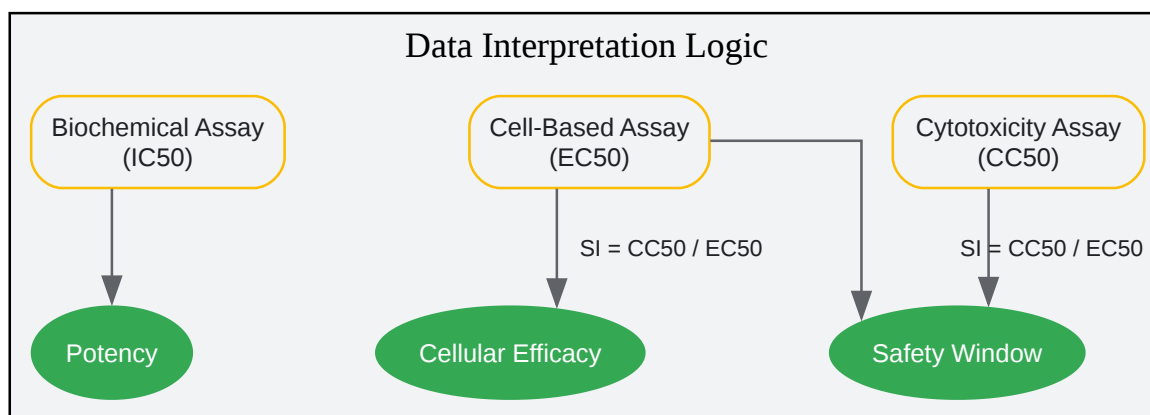 Data Interpretation Logic
Biochemical Assay
(IC50)
Cell-Based Assay
(EC50)
Cytotoxicity Assay
(CC50)
SI = CC50 / EC50
SI = CC50 / EC50
Potency
Cellular Efficacy
Safety Window